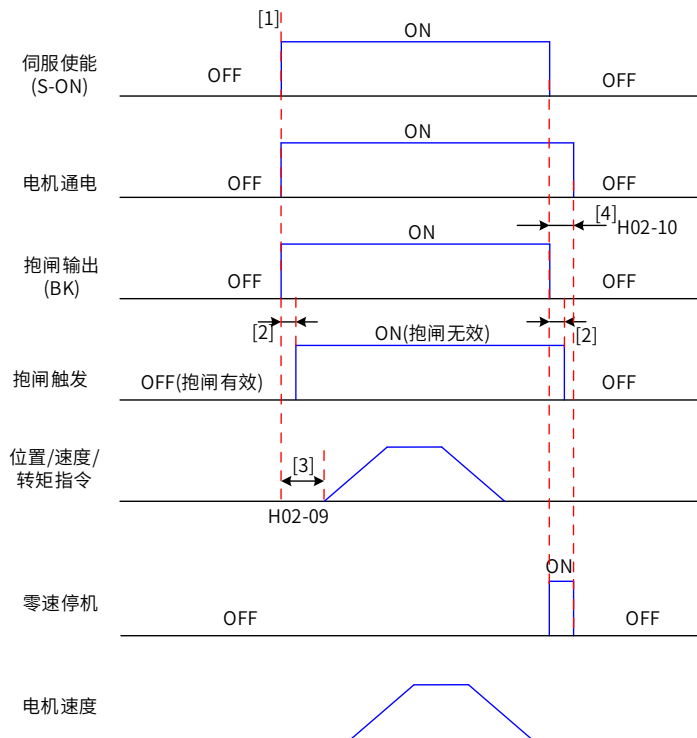 [1]
ON
伺服使能
(S-ON)
OFF
OFF
ON
电机通电
OFF
OFF
[4]
H02-10
ON
抱闸输出
(BK)
OFF
OFF
[2]
ON(抱闸无效)
[2]
抱闸触发
OFF(抱闸有效)
OFF
位置/速度/
转矩指令
[3]
H02-09
ON
零速停机
OFF
OFF
电机速度